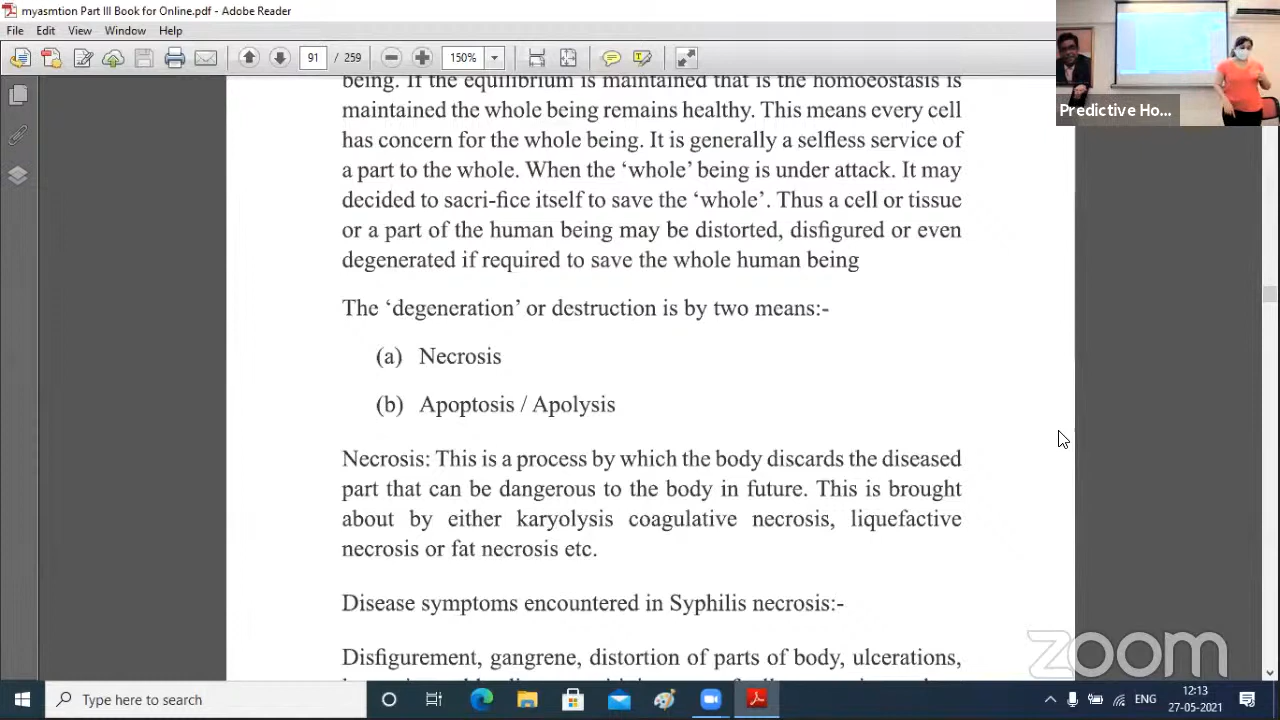 myasmtion Part III Book for Online.pdf - Adobe Reader
File Edit View Window Help
91 / 259 150%
Predictive Ho...
being. If the equilibrium is maintained that is the homoeostasis is
maintained the whole being remains healthy. This means every cell
has concern for the whole being. It is generally a selfless service of
a part to the whole. When the ‘whole’ being is under attack. It may
decided to sacri-fice itself to save the ‘whole’. Thus a cell or tissue
or a part of the human being may be distorted, disfigured or even
degenerated if required to save the whole human being
The ‘degeneration’ or destruction is by two means:-
(a) Necrosis
(b) Apoptosis / Apolysis
Necrosis: This is a process by which the body discards the diseased
part that can be dangerous to the body in future. This is brought
about by either karyolysis coagulative necrosis, liquefactive
necrosis or fat necrosis etc.
Disease symptoms encountered in Syphilis necrosis:-
Disfigurement, gangrene, distortion of parts of body, ulcerations,
zoom
Type here to search
ENG
12:13
27-05-2021